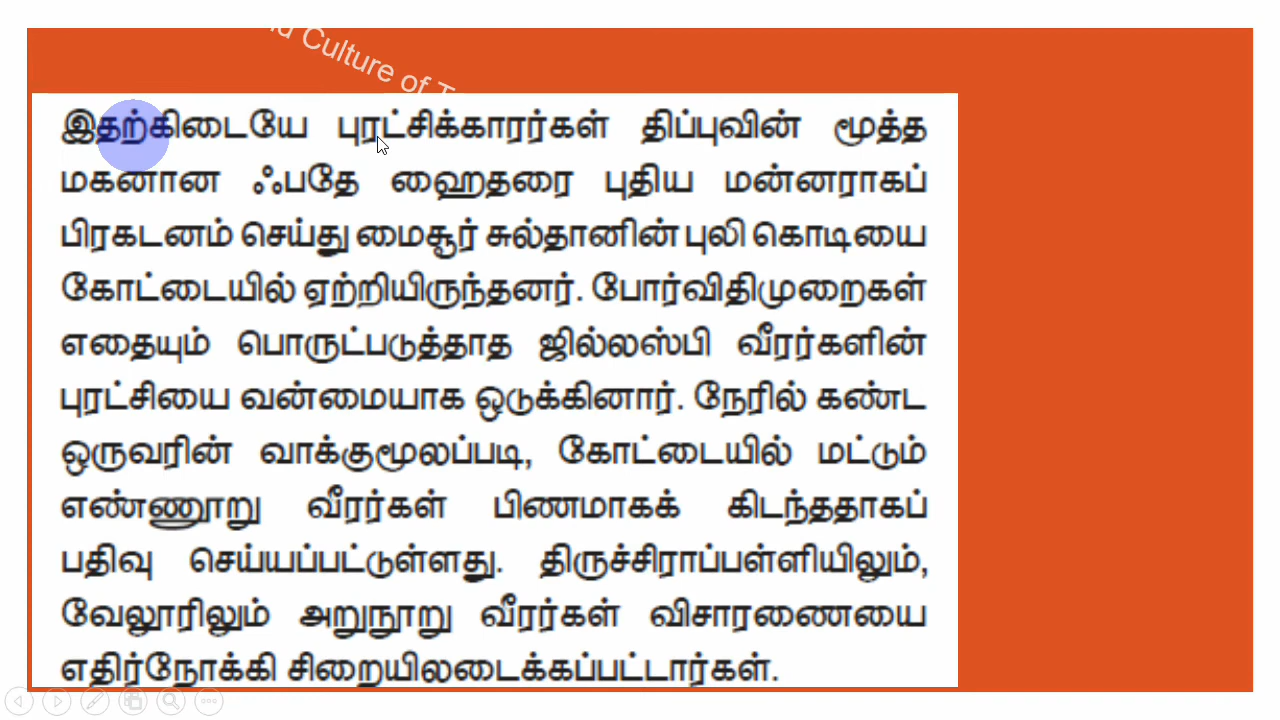 Culture of
இதற்கிடையே புரட்சிக்காரர்கள் திப்புவின் மூத்த
மகனான ஃபதே ஹைதரை புதிய மன்னராகப்
பிரகடனம் செய்து மைசூர் சுல்தானின் புலி கொடியை
கோட்டையில் ஏற்றியிருந்தனர். போர்விதிமுறைகள்
எதையும் பொருட்படுத்தாத ஜில்லஸ்பி வீரர்களின்
புரட்சியை வன்மையாக ஒடுக்கினார். நேரில் கண்ட
ஒருவரின் வாக்குமூலப்படி, கோட்டையில் மட்டும்
எண்ணூறு வீரர்கள் பிணமாகக் கிடந்ததாகப்
பதிவு செய்யப்பட்டுள்ளது. திருச்சிராப்பள்ளியிலும்,
வேலூரிலும் அறுநூறு வீரர்கள் விசாரணையை
எதிர்நோக்கி சிறையிலடைக்கப்பட்டார்கள்.